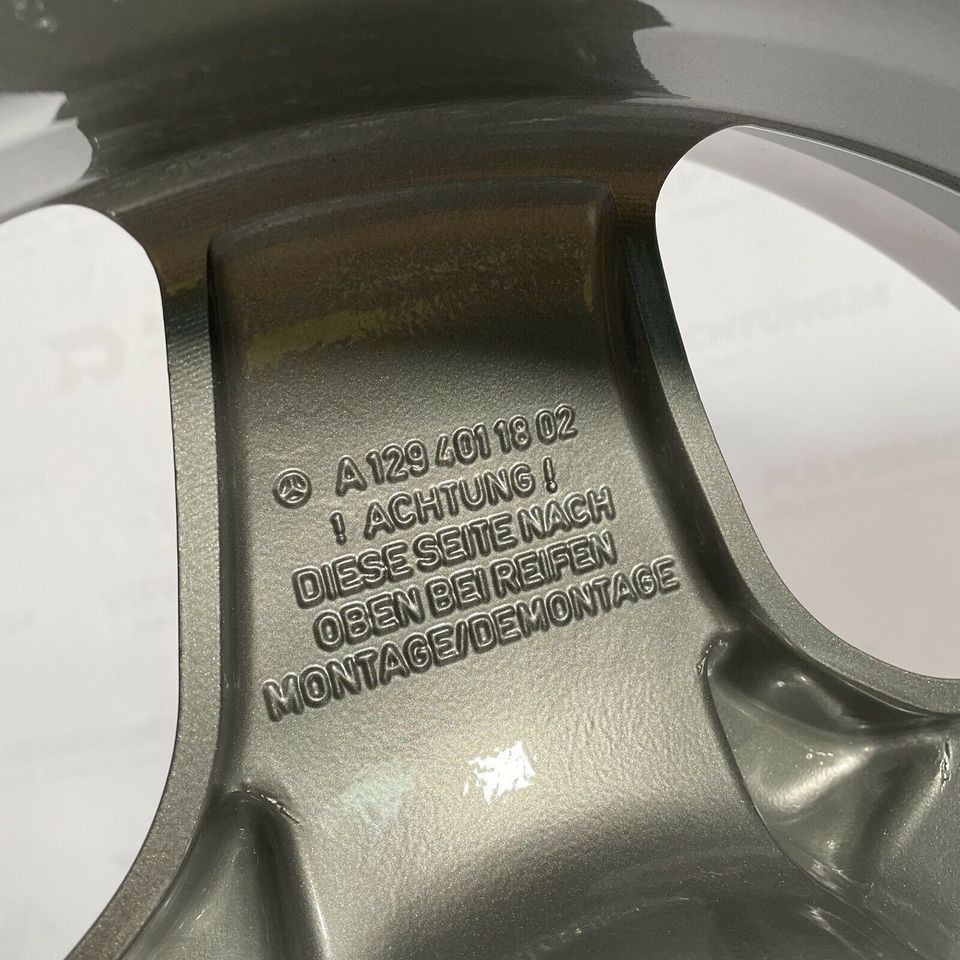 A 129 401 18 02
! ACHTUNG !
DIESE SEITE NACH
OBEN BEI REIFEN
MONTAGE/DEMONTAGE